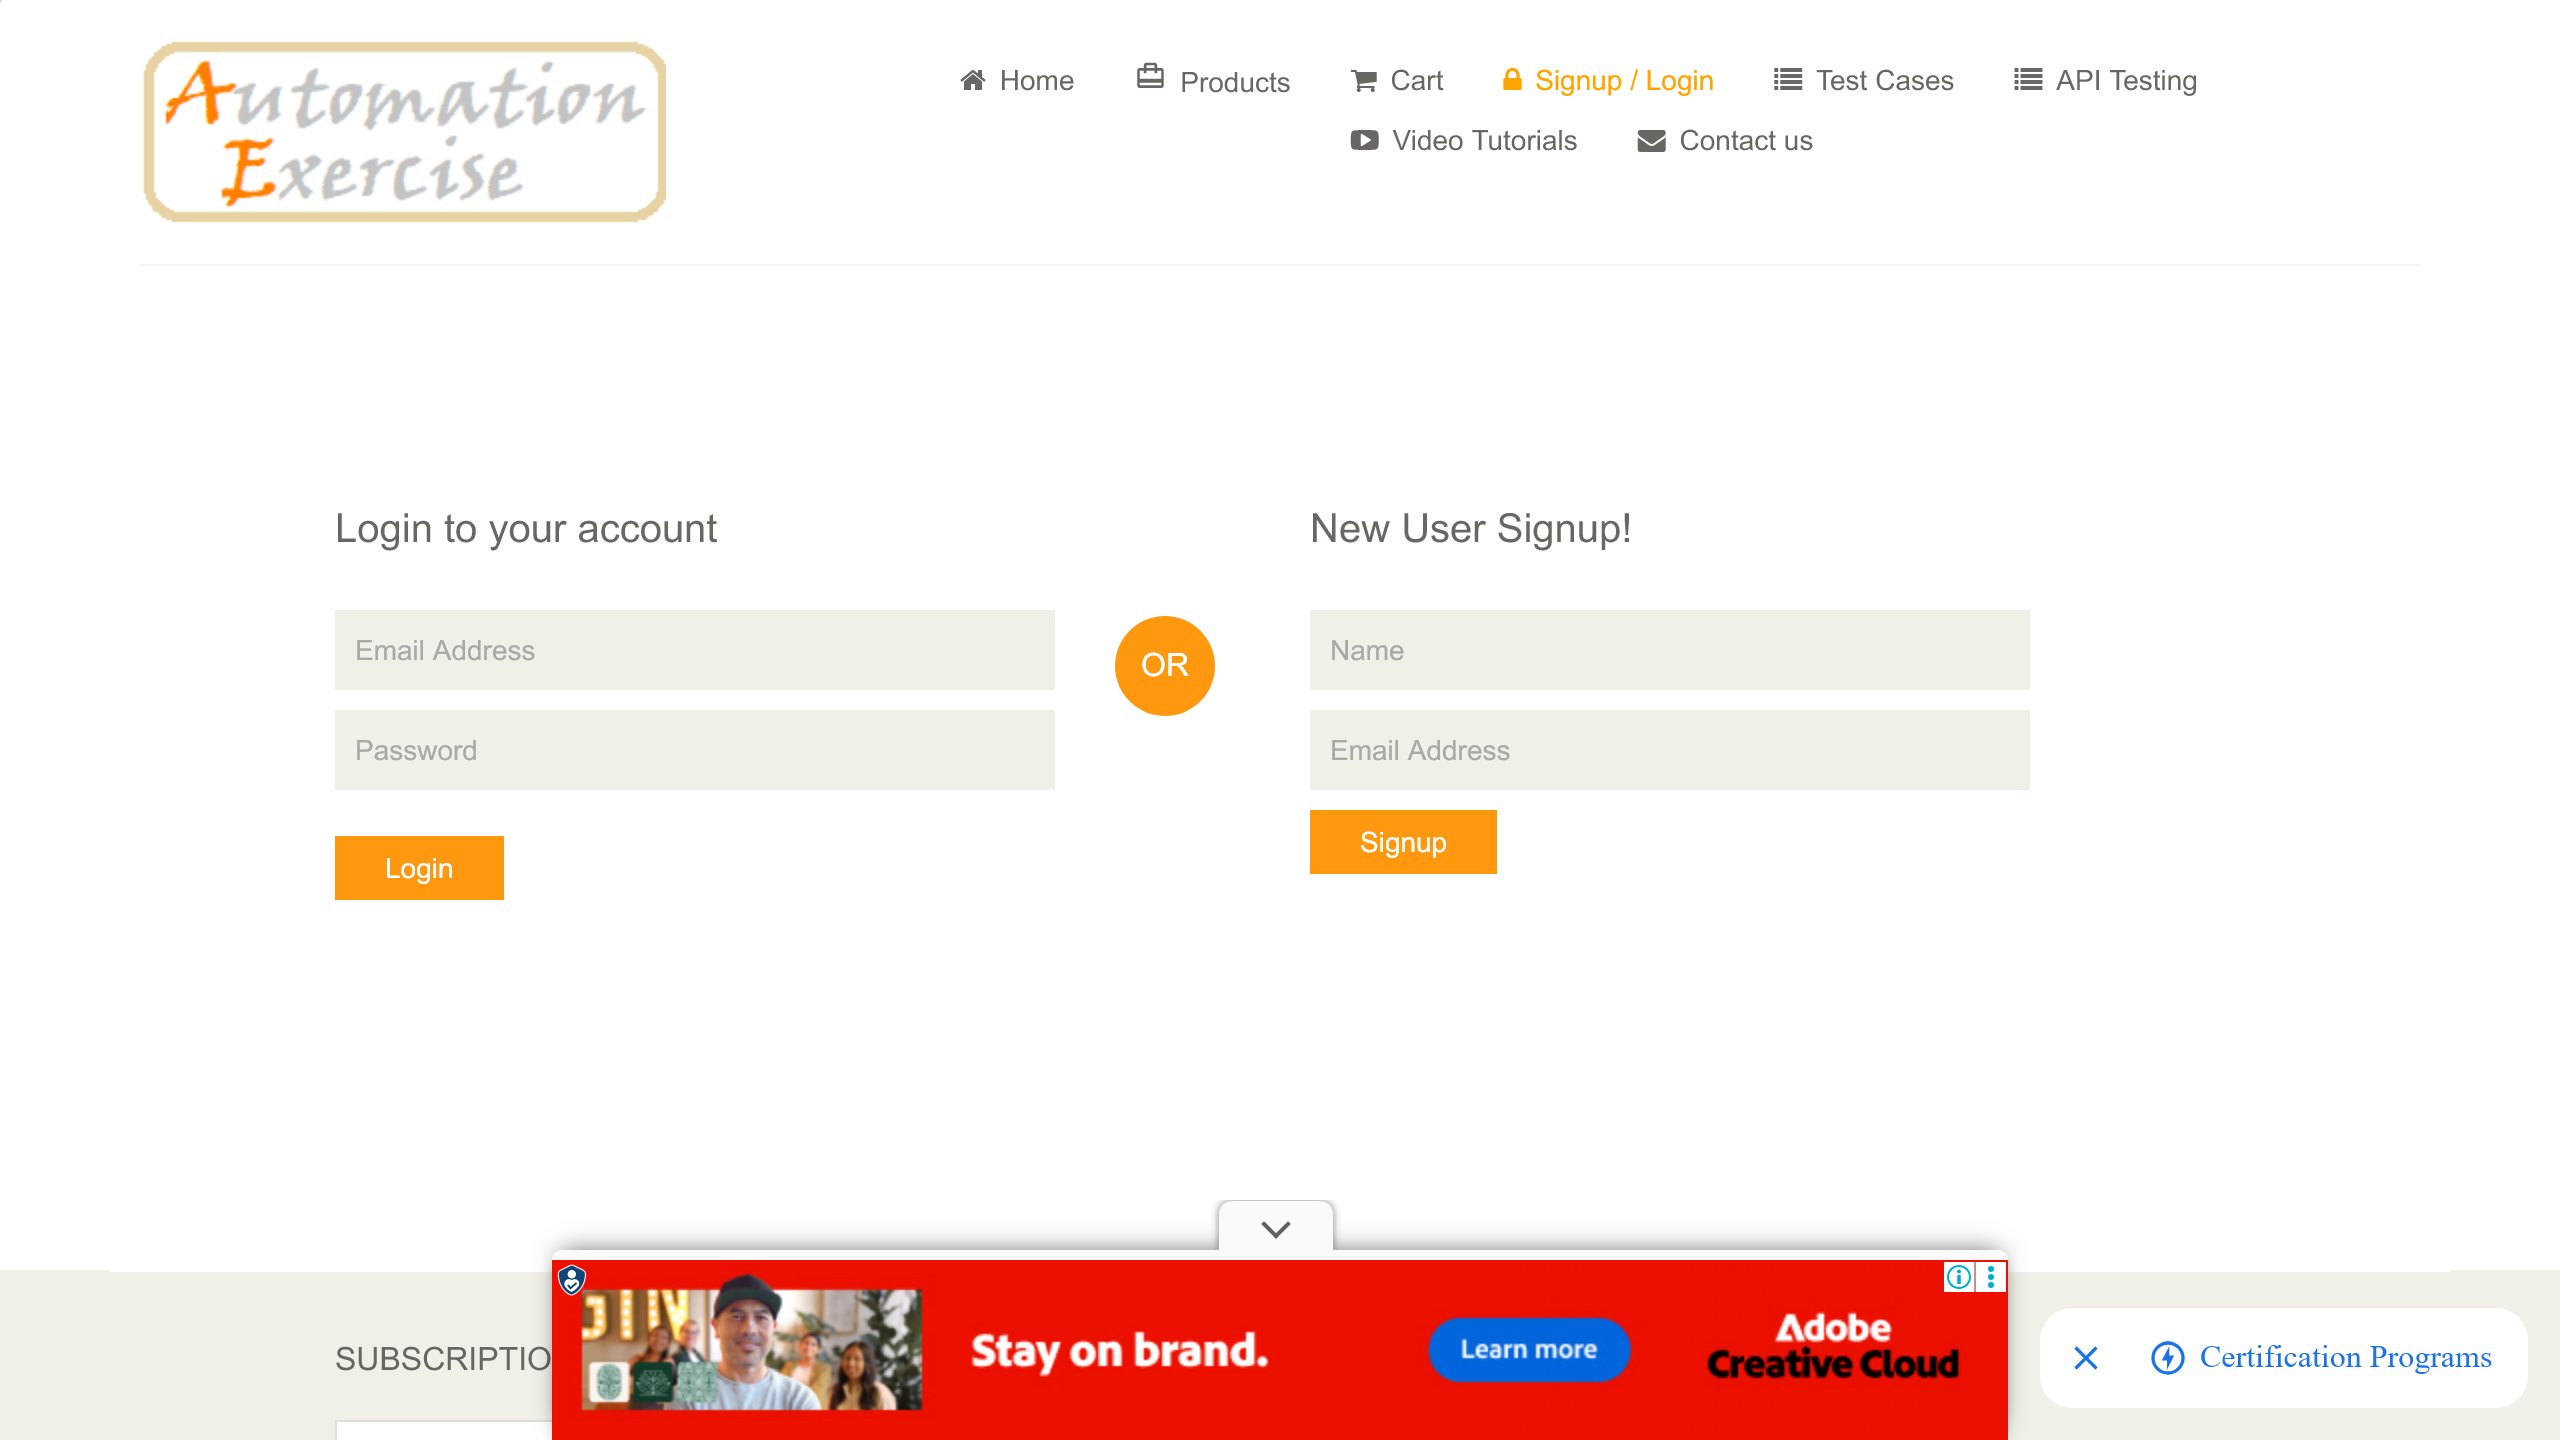 Automation
Exercise
Home
Products
Cart
Signup / Login
Test Cases
API Testing
Video Tutorials
Contact us
Login to your account
Email Address
Password
Login
OR
New User Signup!
Name
Email Address
Signup
SUBSCRIPTIO
Stay on brand.
Learn more
Adobe
Creative Cloud
Certification Programs